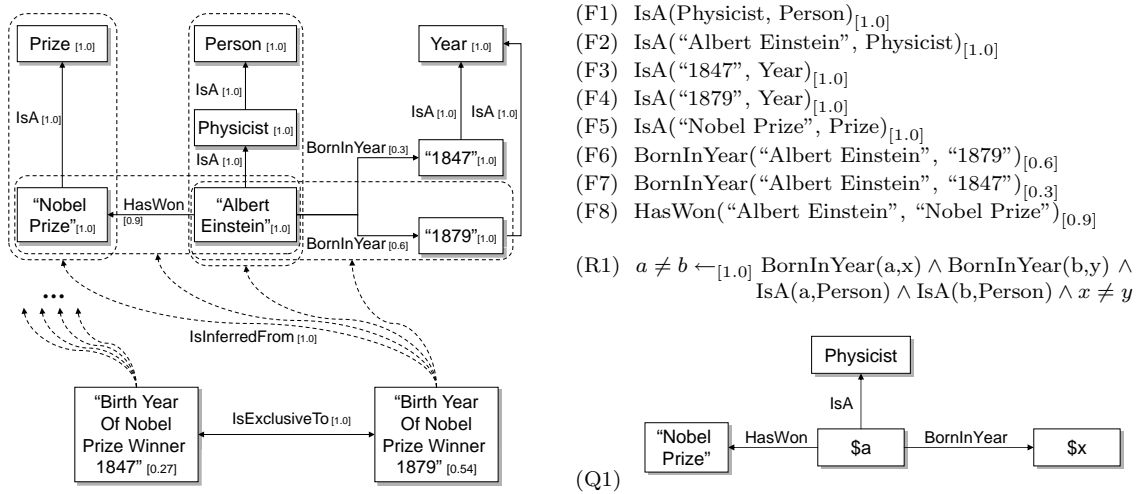 Prize [1.0]
Person [1.0]
Year [1.0]
IsA [1.0]
IsA [1.0]
IsA [1.0]
IsA [1.0]
Physicist [1.0]
IsA [1.0]
BornInYear [0.3]
“1847” [1.0]
“Nobel
Prize” [1.0]
HasWon
[0.9]
“Albert
Einstein” [1.0]
BornInYear
[0.6]
“1879” [1.0]
...
IsInferredFrom [1.0]
“Birth Year
Of Nobel
Prize Winner
1847” [0.27]
IsExclusiveTo [1.0]
“Birth Year
Of Nobel
Prize Winner
1879” [0.54]
(F1) IsA(Physicist, Person)[1.0]
(F2) IsA(“Albert Einstein”, Physicist)[1.0]
(F3) IsA(“1847”, Year)[1.0]
(F4) IsA(“1879”, Year)[1.0]
(F5) IsA(“Nobel Prize”, Prize)[1.0]
(F6) BornInYear(“Albert Einstein”, “1879”)[0.6]
(F7) BornInYear(“Albert Einstein”, “1847”)[0.3]
(F8) HasWon(“Albert Einstein”, “Nobel Prize”)[0.9]
(R1) a ≠ b ←[1.0] BornInYear(a,x) ∧ BornInYear(b,y) ∧
IsA(a,Person) ∧ IsA(b,Person) ∧ x ≠ y
Physicist
IsA
“Nobel
Prize”
HasWon
$a
BornInYear
$x
(Q1)